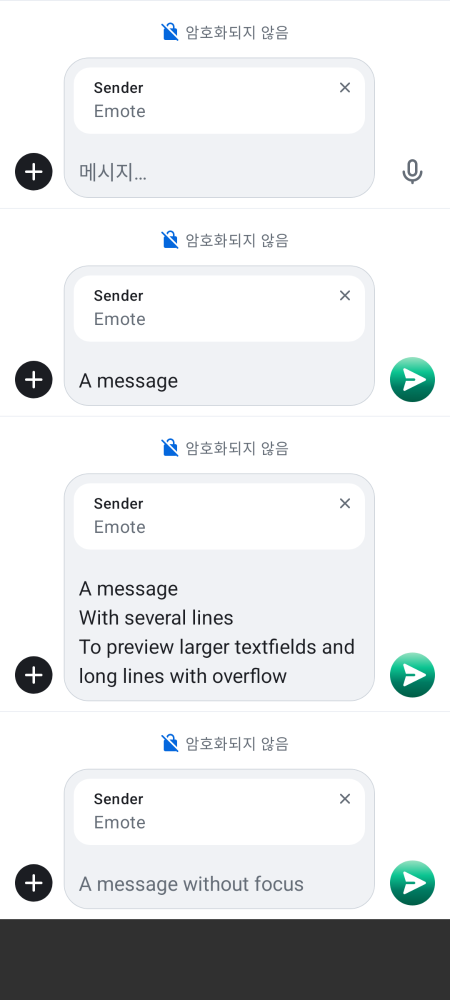 암호화되지 않음
Sender
Emote
메시지…
암호화되지 않음
Sender
Emote
A message
암호화되지 않음
Sender
Emote
A message
With several lines
To preview larger textfields and
long lines with overflow
암호화되지 않음
Sender
Emote
A message without focus